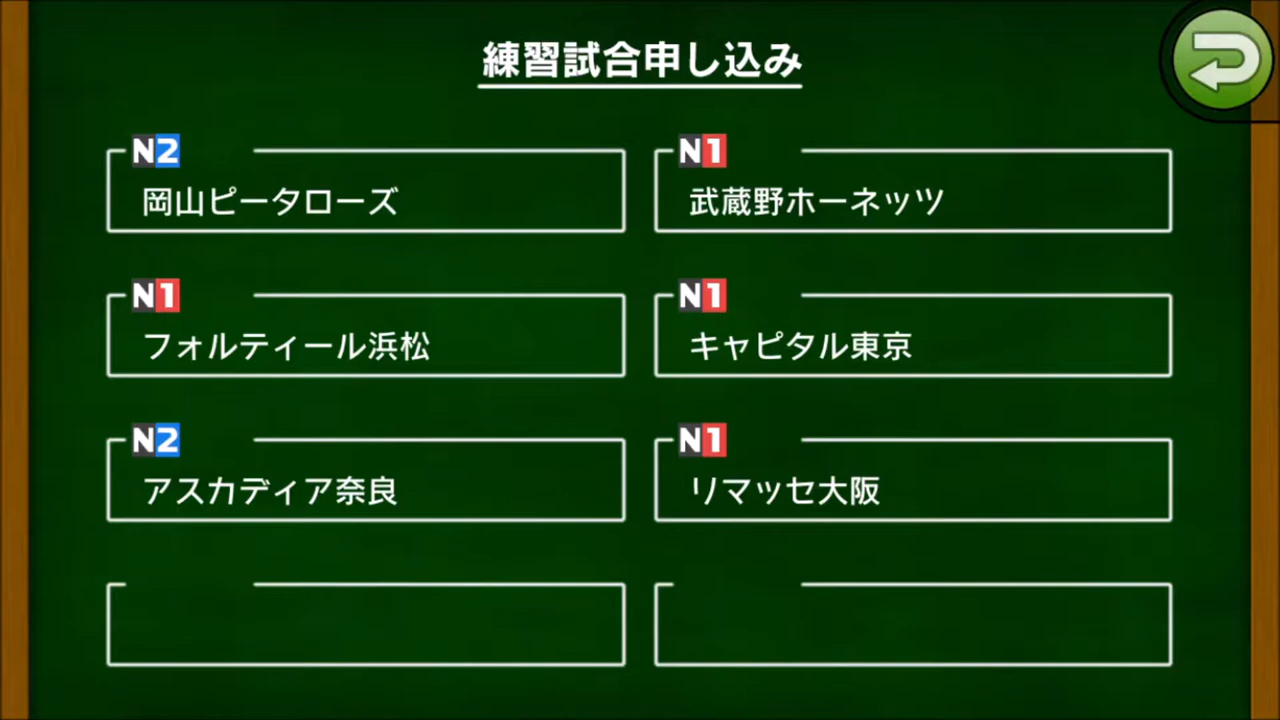 練習試合申し込み
N2
岡山ピータローズ
N1
武蔵野ホーネッツ
N1
フォルティール浜松
N1
キャピタル東京
N2
アスカディア奈良
N1
リマッセ大阪